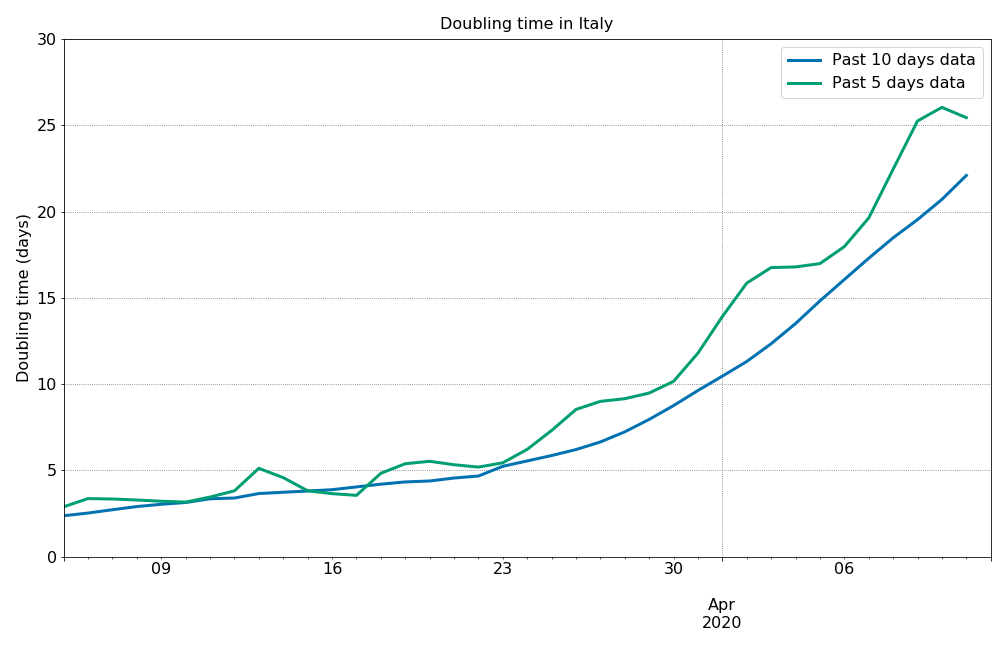 Doubling time in Italy
30
25
20
15
10
5
0
Doubling time (days)
Past 10 days data
Past 5 days data
09 16 23 30 06
Apr
2020